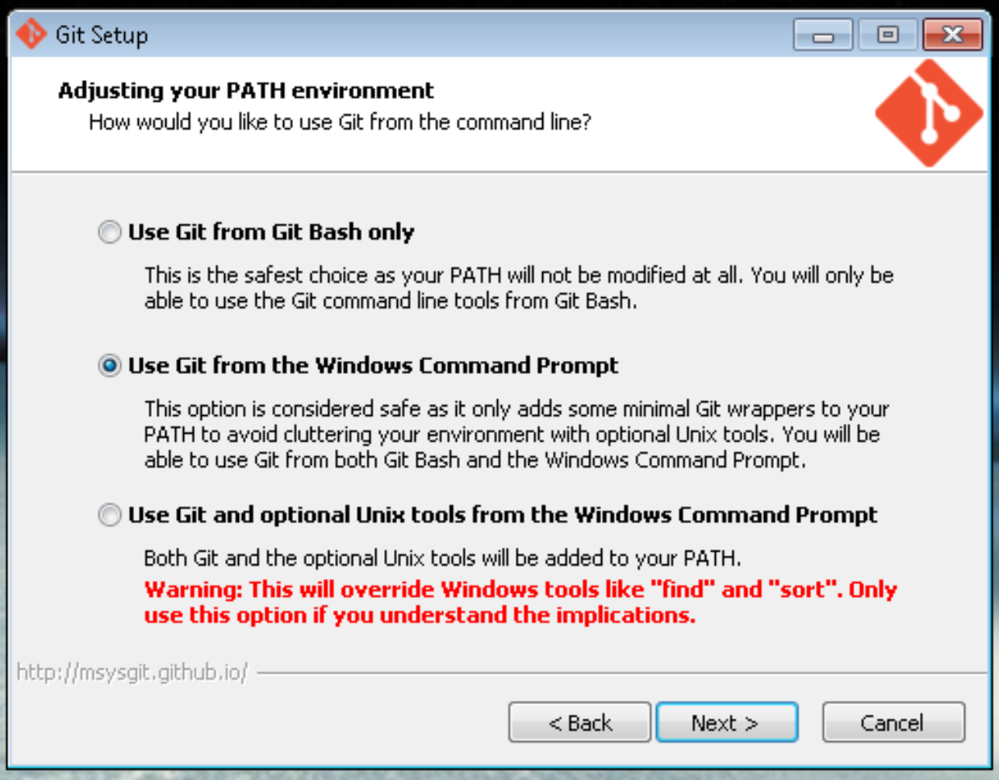 Git Setup
Adjusting your PATH environment
How would you like to use Git from the command line?
Use Git from Git Bash only
This is the safest choice as your PATH will not be modified at all. You will only be
able to use the Git command line tools from Git Bash.
Use Git from the Windows Command Prompt
This option is considered safe as it only adds some minimal Git wrappers to your
PATH to avoid cluttering your environment with optional Unix tools. You will be
able to use Git from both Git Bash and the Windows Command Prompt.
Use Git and optional Unix tools from the Windows Command Prompt
Both Git and the optional Unix tools will be added to your PATH.
Warning: This will override Windows tools like "find" and "sort". Only
use this option if you understand the implications.
http://msysgit.github.io/
< Back Next > Cancel